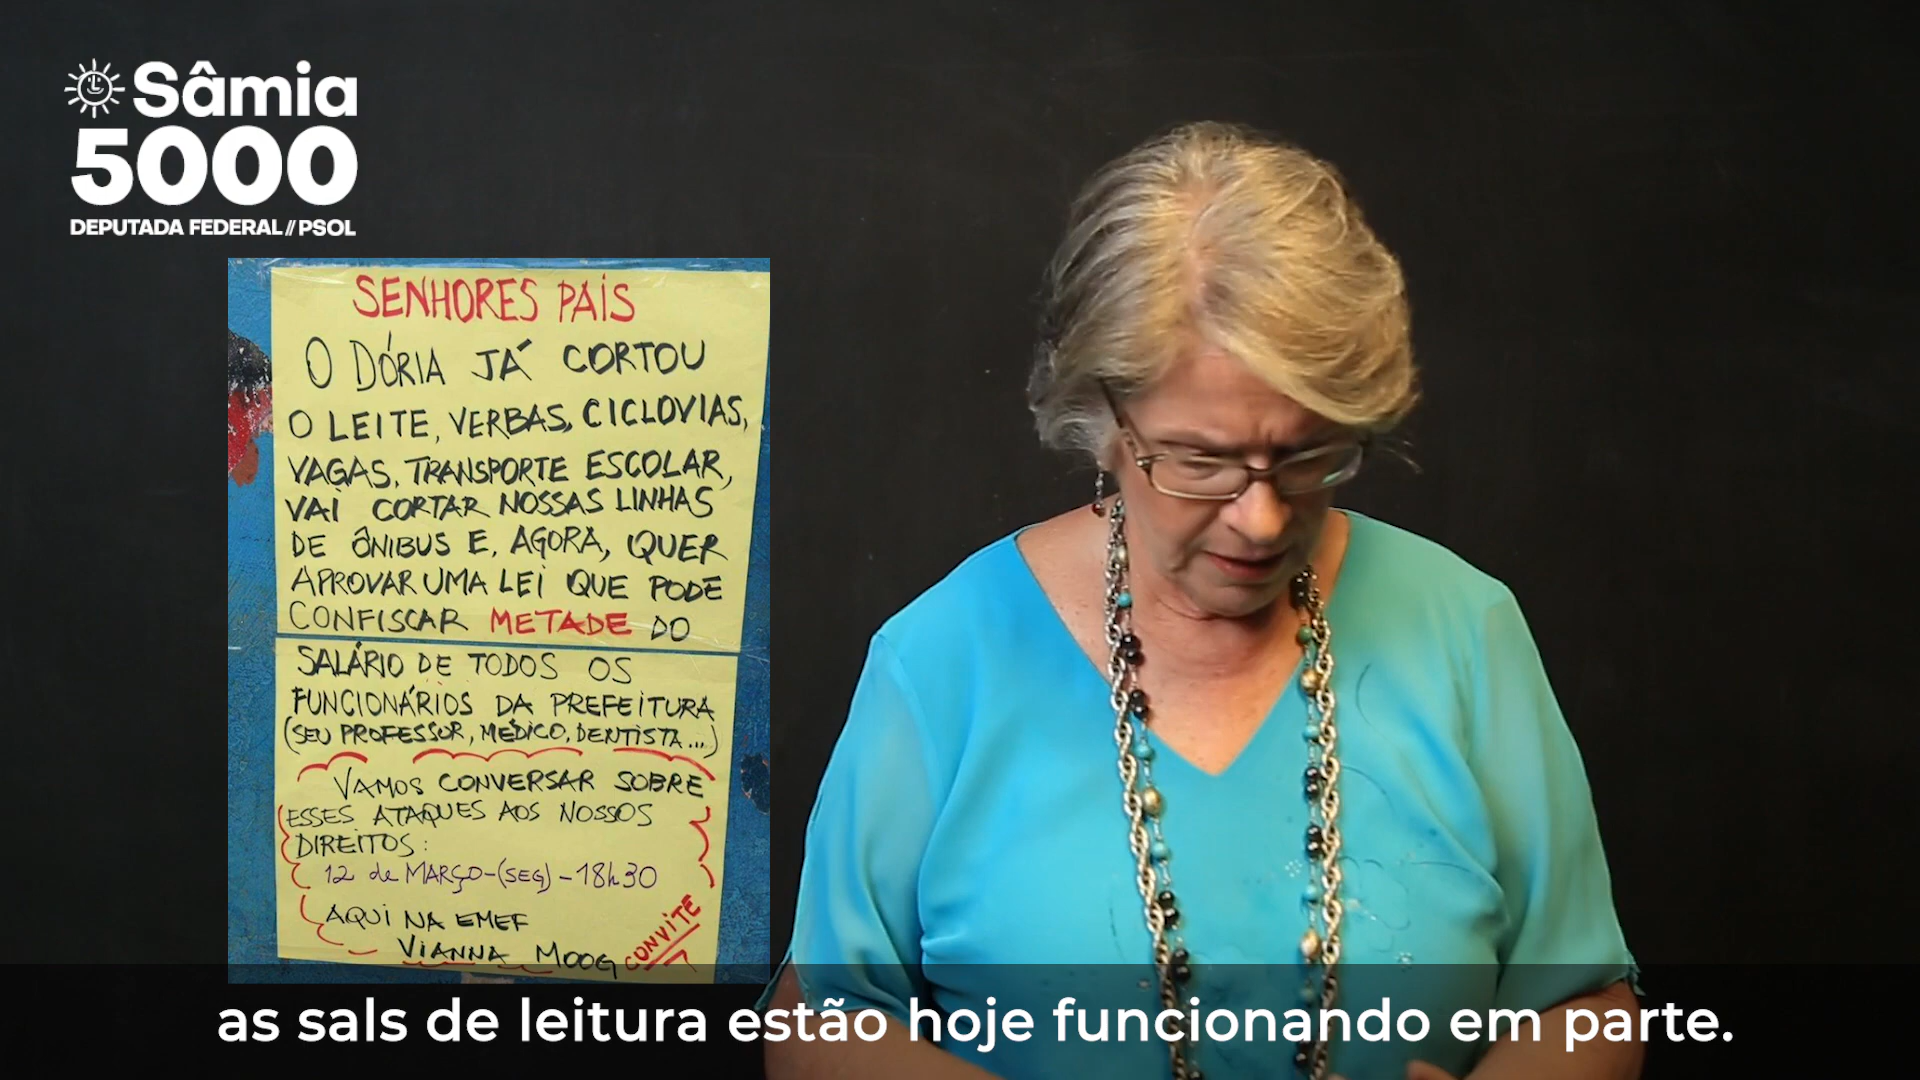 Sâmia
5000
DEPUTADA FEDERAL // PSOL
SENHORES PAIS
O DÓRIA JÁ CORTOU
O LEITE, VERBAS, CICLOVIAS,
VAGAS, TRANSPORTE ESCOLAR,
VAI CORTAR NOSSAS LINHAS
DE ÔNIBUS E, AGORA, QUER
APROVAR UMA LEI QUE PODE
CONFISCAR METADE DO
SALÁRIO DE TODOS OS
FUNCIONÁRIOS DA PREFEITURA
(SEU PROFESSOR, MÉDICO, DENTISTA...)
VAMOS CONVERSAR SOBRE
ESSES ATAQUES AOS NOSSOS
DIREITOS:
12 de MARÇO-(SEG)-18h30
AQUI NA EMEF
VIANNA MOOG
CONVITE
as sals de leitura estão hoje funcionando em parte.